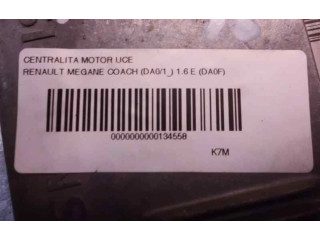 CENTRALITA MOTOR UCE
RENAULT MEGANE COACH (DA0/1_) 1.6 E (DA0F)
0000000000134558
K7M